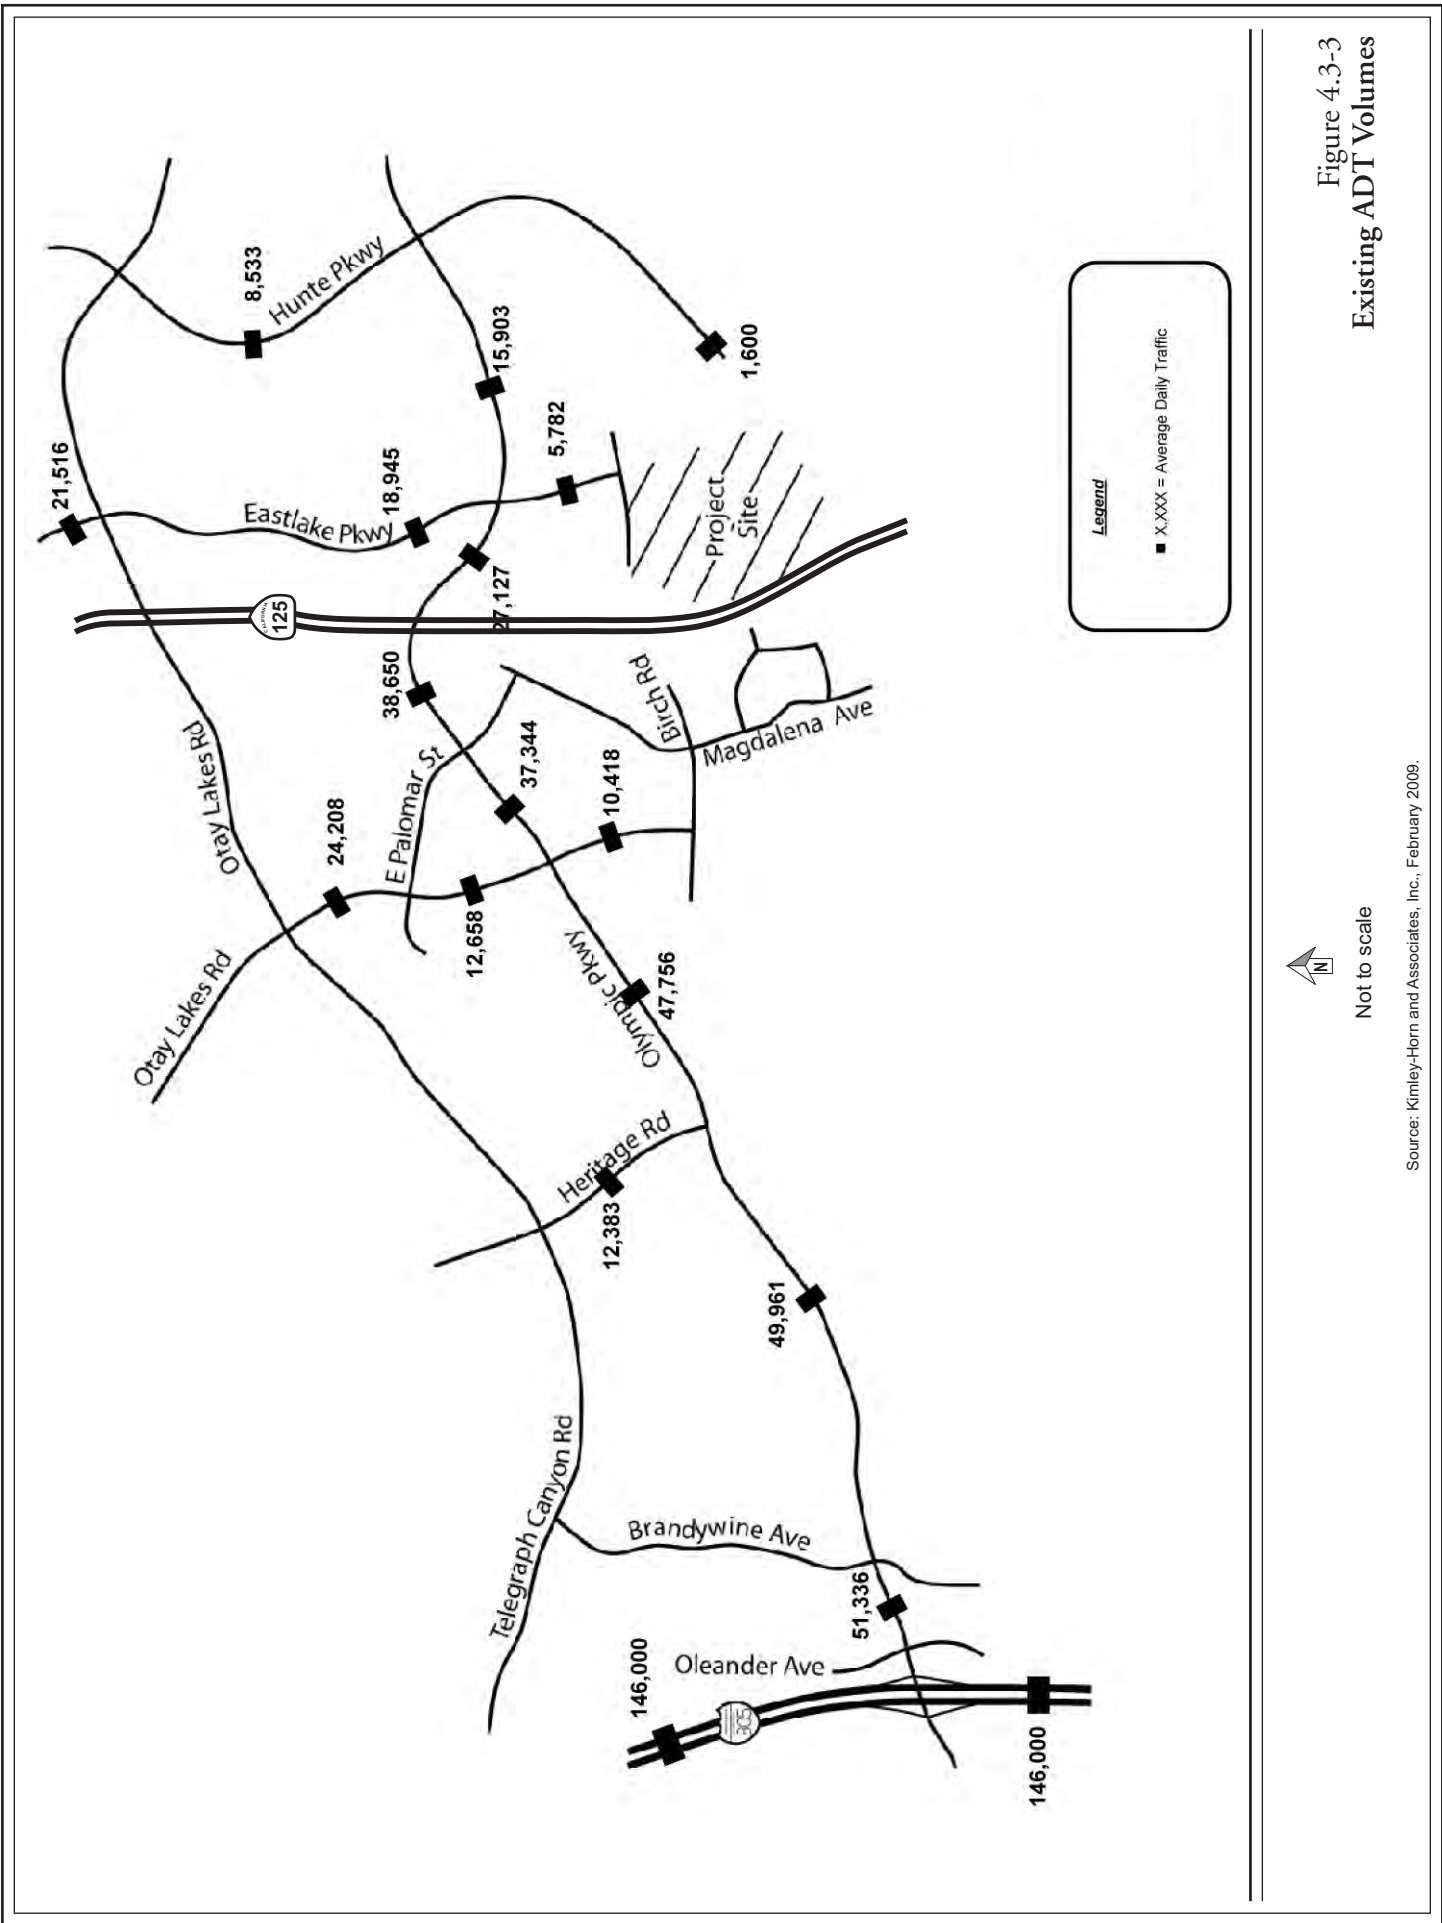 Telegraph Canyon Rd
Otay Lakes Rd
Otay Lakes Rd
24,208
E Palomar St
12,658
21,516
Eastlake Pkwy
18,945
8,533
Hunte Pkwy
CALIFORNIA
125
38,650
27,127
15,903
5,782
1,600
37,344
10,418
Birch Rd
Magdalena Ave
Project
Site
Heritage Rd
12,383
Olympic Pkwy
47,756
49,961
Brandywine Ave
51,336
Oleander Ave
146,000
305
146,000
Legend
X,XXX = Average Daily Traffic
N
Not to scale
Figure 4.3-3
Existing ADT Volumes
Source: Kimley-Horn and Associates, Inc., February 2009.